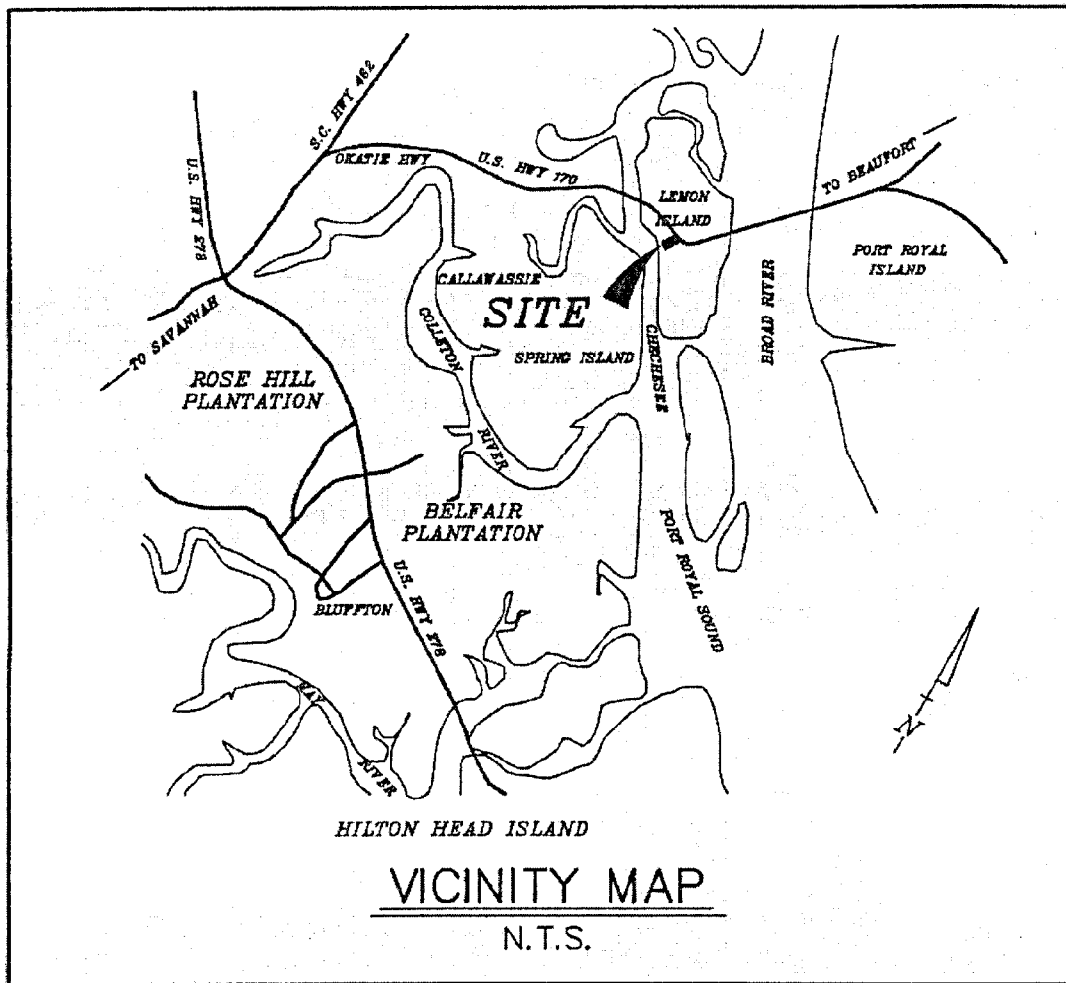 S.C. HWY 462
U.S. HWY 278
OKATIE HWY
U.S. HWY 170
LEMON
ISLAND
TO BEAUFORT
PORT ROYAL
ISLAND
BROAD RIVER
CALLAWASSIE
SITE
COLLETON
RIVER
SPRING ISLAND
CHECHESEE
TO SAVANNAH
ROSE HILL
PLANTATION
BELFAIR
PLANTATION
PORT ROYAL SOUND
BLUFFTON
U.S. HWY 278
MAY
RIVER
N
HILTON HEAD ISLAND
VICINITY MAP
N.T.S.